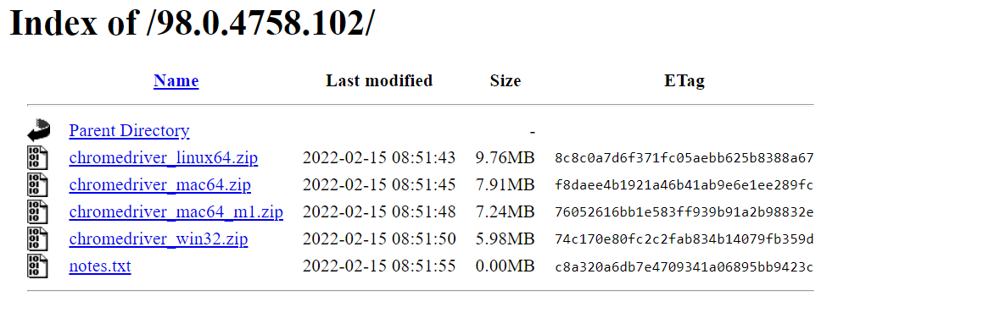 Index of /98.0.4758.102/
Name Last modified Size ETag
Parent Directory -
chromedriver_linux64.zip 2022-02-15 08:51:43 9.76MB 8c8c0a7d6f371fc05aebb625b8388a67
chromedriver_mac64.zip 2022-02-15 08:51:45 7.91MB f8daee4b1921a46b41ab9e6e1ee289fc
chromedriver_mac64_m1.zip 2022-02-15 08:51:48 7.24MB 76052616bb1e583ff939b91a2b98832e
chromedriver_win32.zip 2022-02-15 08:51:50 5.98MB 74c170e80fc2c2fab834b14079fb359d
notes.txt 2022-02-15 08:51:55 0.00MB c8a320a6db7e4709341a06895bb9423c